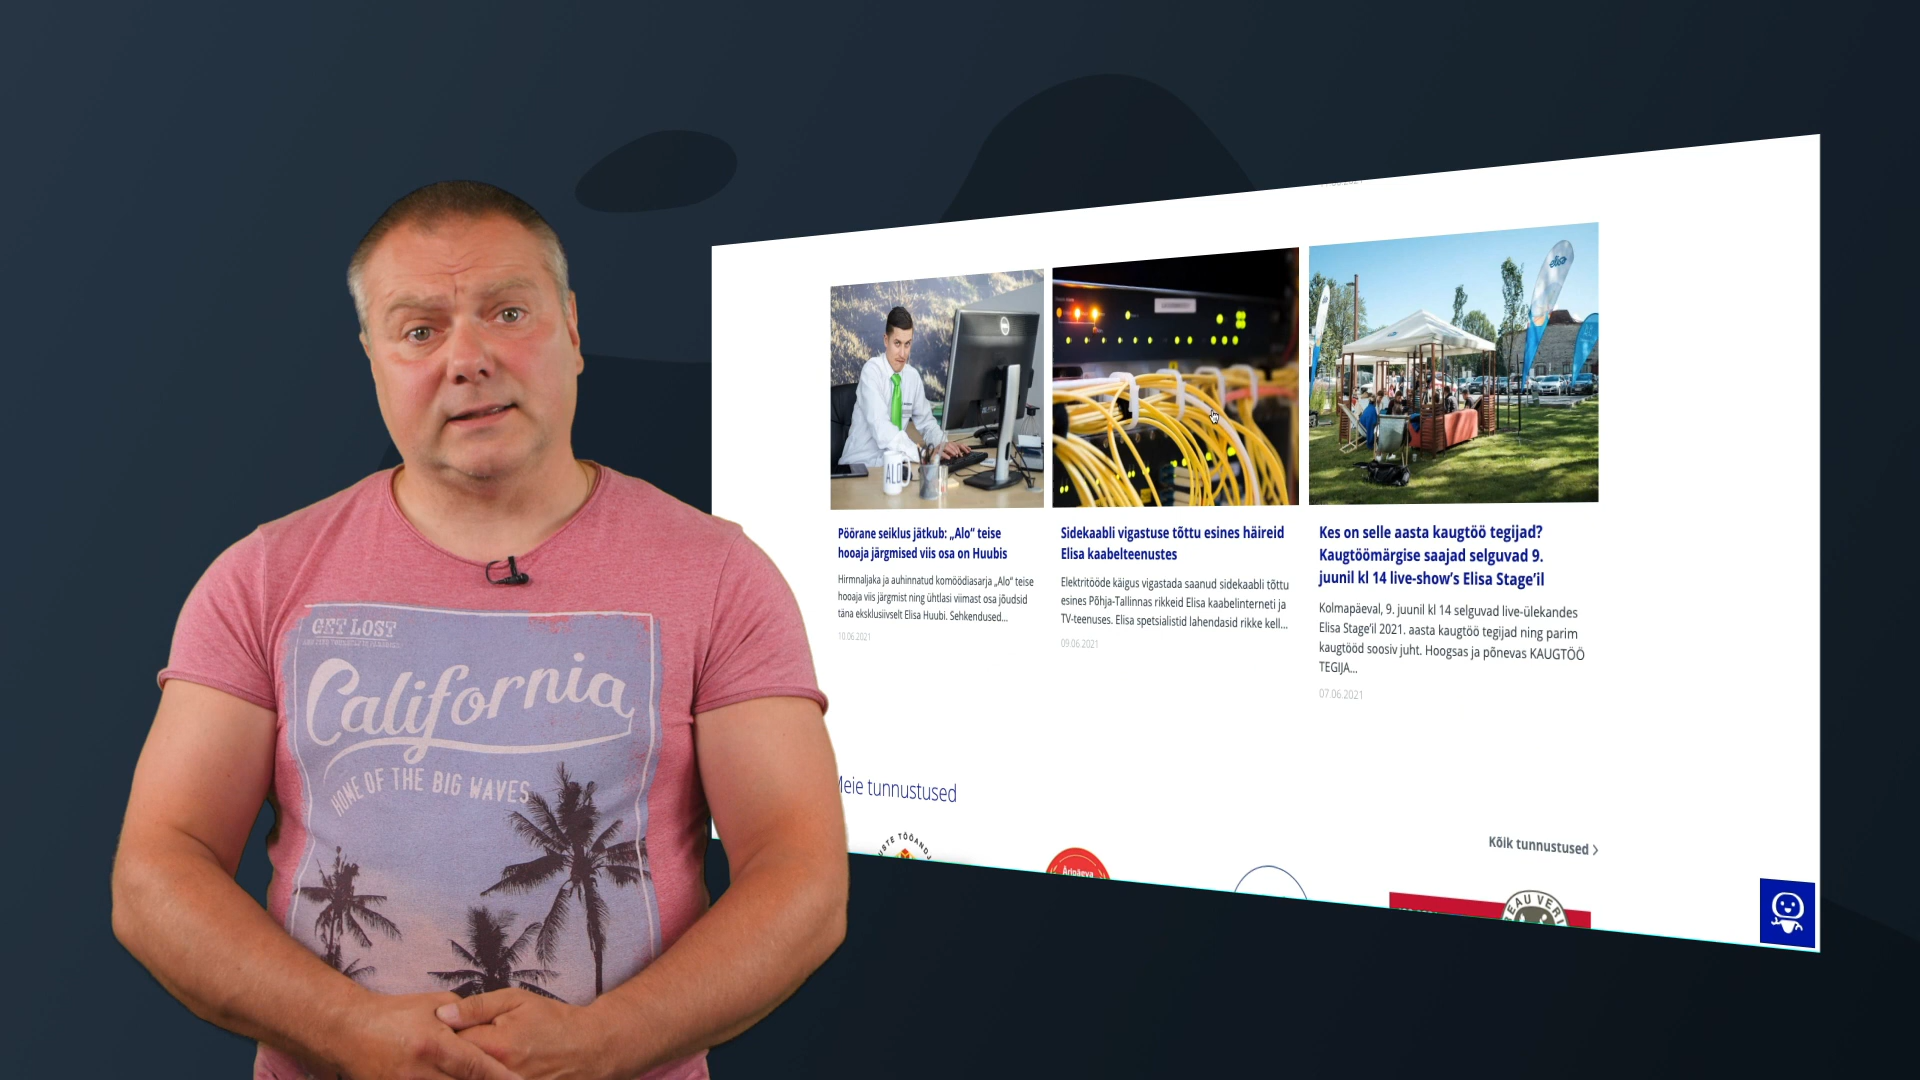 Pöörane seiklus jätkub: „Alo“ teise
hooaja järgmised viis osa on Huubis
Hirmnaljaka ja auhinnatud komöödiasarja „Alo“ teise
hooaja viis järgmist ning ühtlasi viimast osa jõudsid
täna eksklusiivselt Elisa Huubi. Sehkendused...
10.06.2021
Sidekaabli vigastuse tõttu esines häireid
Elisa kaabelteenustes
Elektritööde käigus vigastada saanud sidekaabli tõttu
esines Põhja-Tallinnas rikkeid Elisa kaabelinterneti ja
TV-teenuses. Elisa spetsialistid lahendasid rikke kell...
09.06.2021
elisa
Kes on selle aasta kaugtöö tegijad?
Kaugtöömärgise saajad selguvad 9.
juunil kl 14 live-show’s Elisa Stage’il
Kolmapäeval, 9. juunil kl 14 selguvad live-ülekandes
Elisa Stage’il 2021. aasta kaugtöö tegijad ning parim
kaugtööd soosiv juht. Hoogsas ja põnevas KAUGTÖÖ
TEGIJA...
07.06.2021
Meie tunnustused
Kõik tunnustused >
Äripäeva
ALO
GET LOST
California
HOME OF THE BIG WAVES